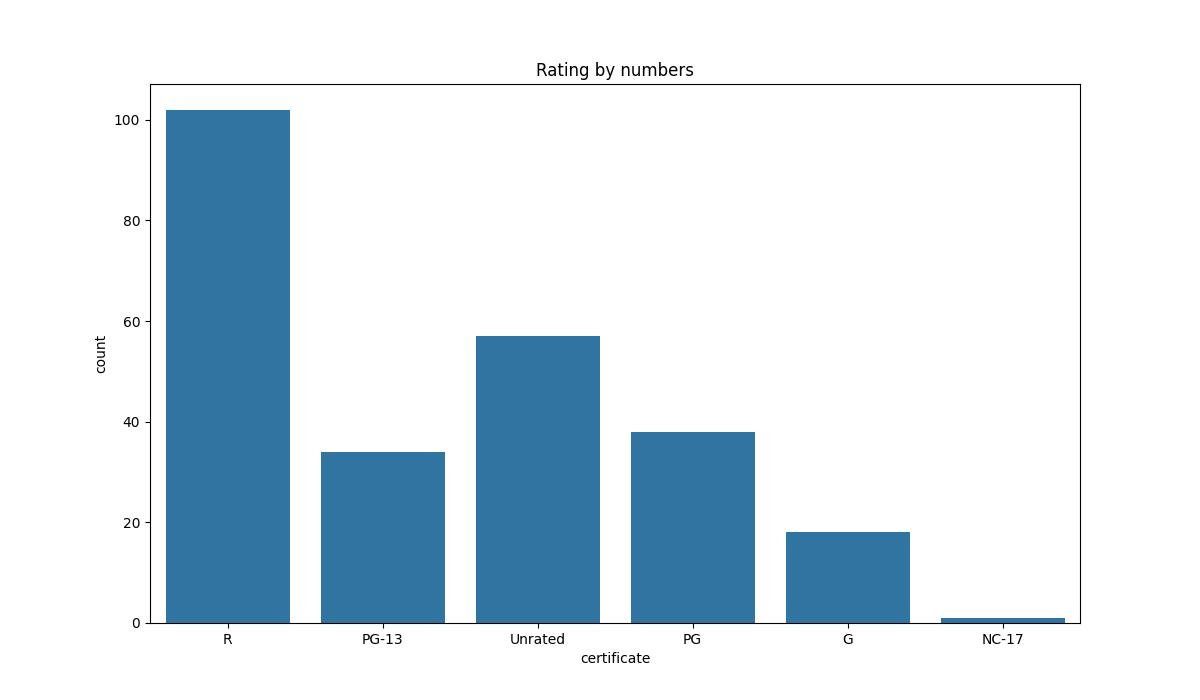 Rating by numbers
100
80
60
40
20
0
count
R PG-13 Unrated PG G NC-17
certificate